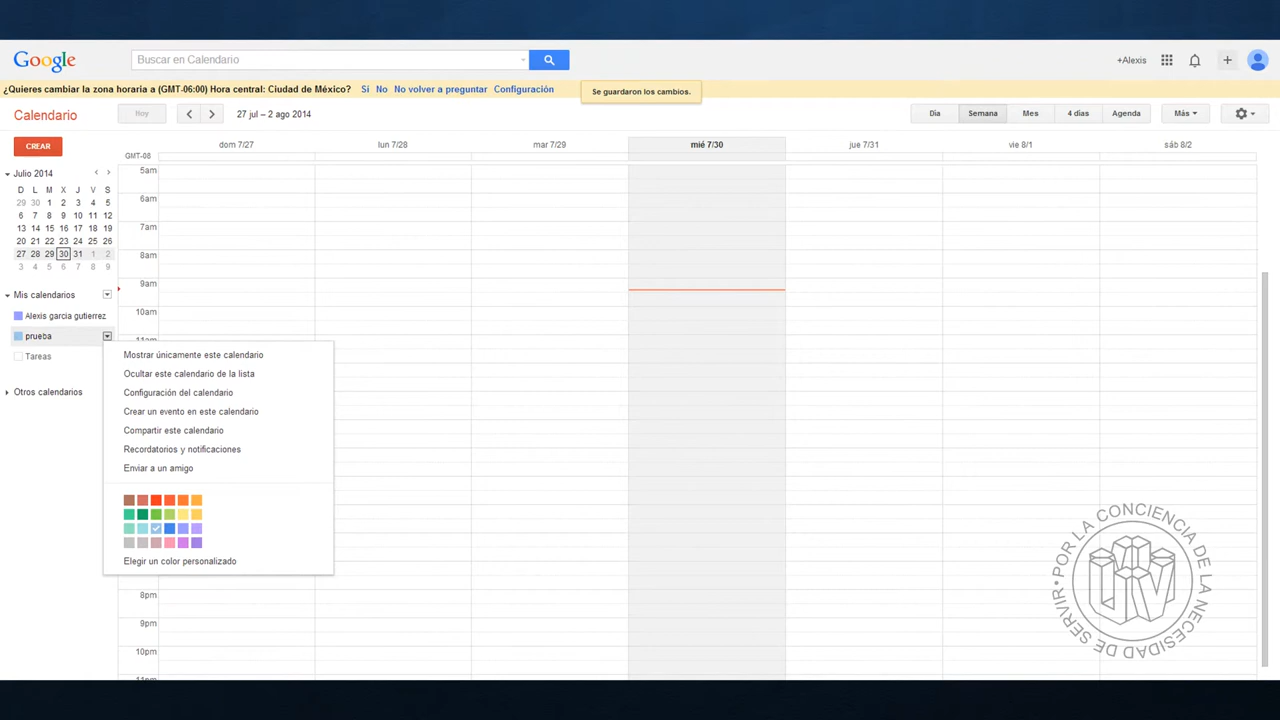 Google
Buscar en Calendario
+Alexis
¿Quieres cambiar la zona horaria a (GMT-06:00) Hora central: Ciudad de México? Sí No No volver a preguntar Configuración
Se guardaron los cambios.
Calendario
Hoy
27 jul – 2 ago 2014
Día
Semana
Mes
4 días
Agenda
Más
CREAR
GMT-08
dom 7/27
lun 7/28
mar 7/29
mié 7/30
jue 7/31
vie 8/1
sáb 8/2
Julio 2014
D L M X J V S
29 30 1 2 3 4 5
6 7 8 9 10 11 12
13 14 15 16 17 18 19
20 21 22 23 24 25 26
27 28 29 30 31 1 2
3 4 5 6 7 8 9
Mis calendarios
Alexis garcia gutierrez
prueba
Tareas
Otros calendarios
5am
6am
7am
8am
9am
10am
11am
Mostrar únicamente este calendario
Ocultar este calendario de la lista
Configuración del calendario
Crear un evento en este calendario
Compartir este calendario
Recordatorios y notificaciones
Enviar a un amigo
Elegir un color personalizado
8pm
9pm
10pm
11pm
POR LA CONCIENCIA DE LA NECESIDAD DE SERVIR